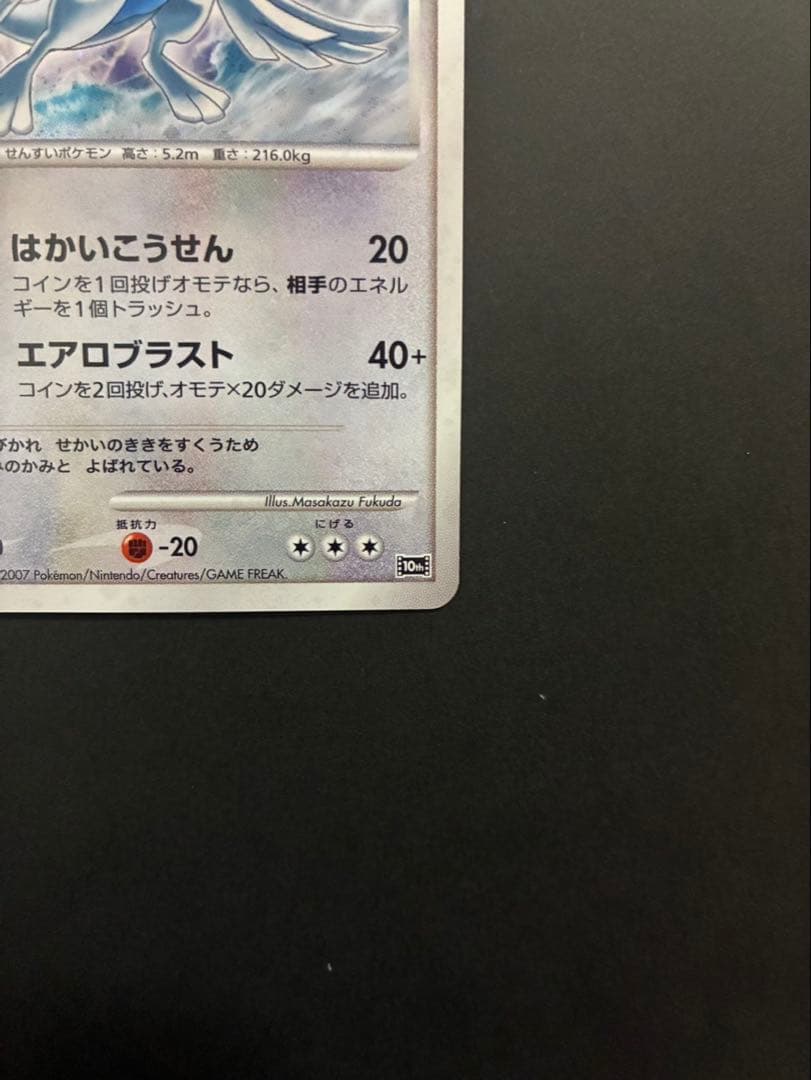 せんすいポケモン 高さ：5.2m 重さ：216.0kg
はかいこうせん 20
コインを1回投げオモテなら、相手のエネル
ギーを1個トラッシュ。
エアロブラスト 40+
コインを2回投げ、オモテ×20ダメージを追加。
かれ せかいのききをすくうため
のかみと よばれている。
Illus.Masakazu Fukuda
抵抗力 にげる
-20
2007 Pokémon/Nintendo/Creatures/GAME FREAK.
10th